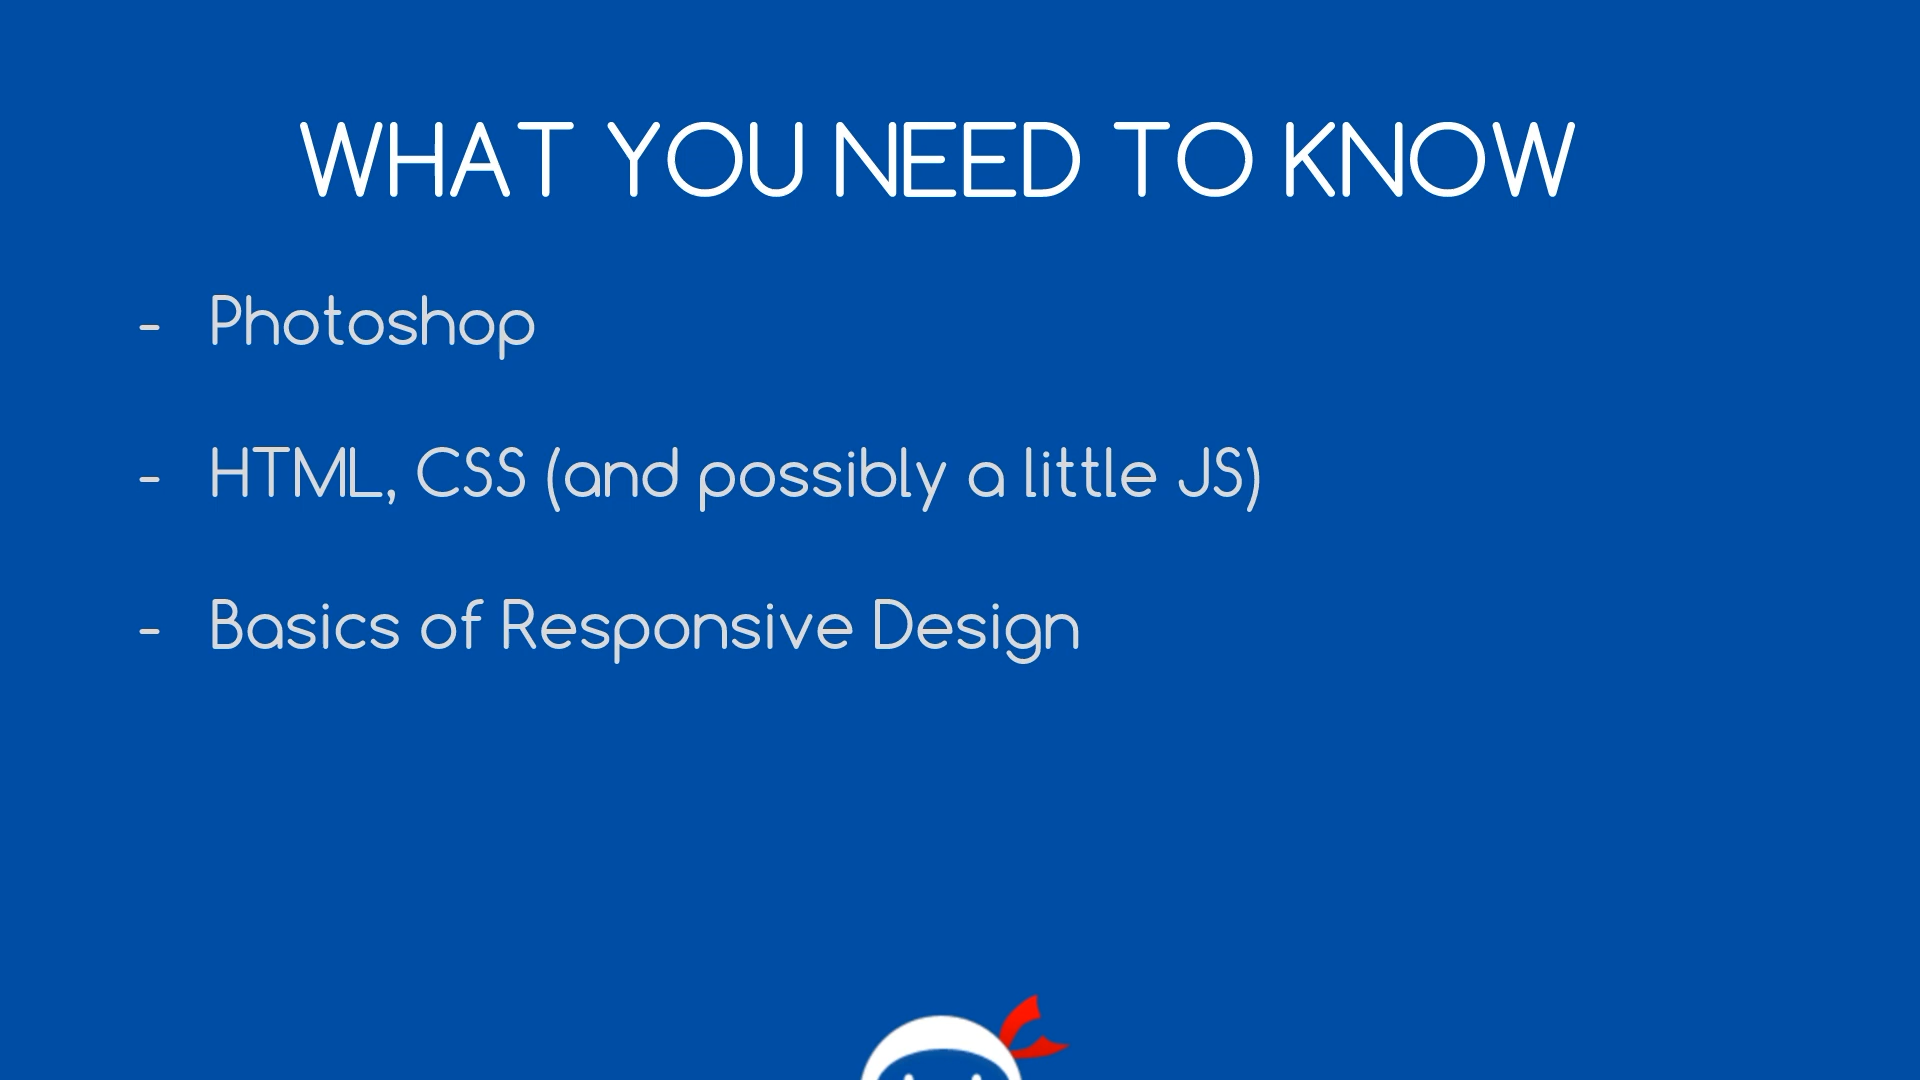 WHAT YOU NEED TO KNOW
- Photoshop
- HTML, CSS (and possibly a little JS)
- Basics of Responsive Design